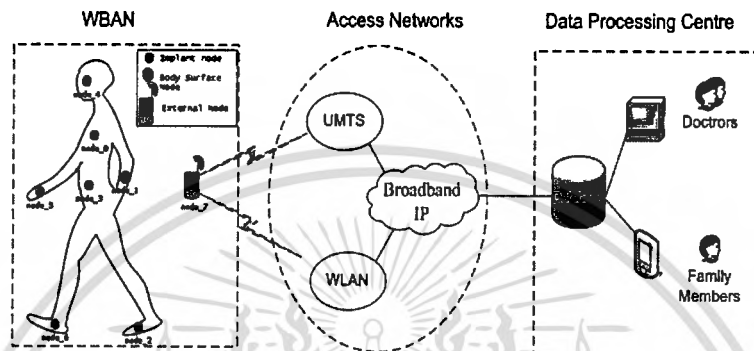 WBAN
Access Networks
Data Processing Centre
Implant node
Body Surface
Node
External Node
node_4
node_0
node_1
node_5
node_3
node_6
node_2
node_7
UMTS
Broadband
IP
WLAN
Doctrors
Family
Members